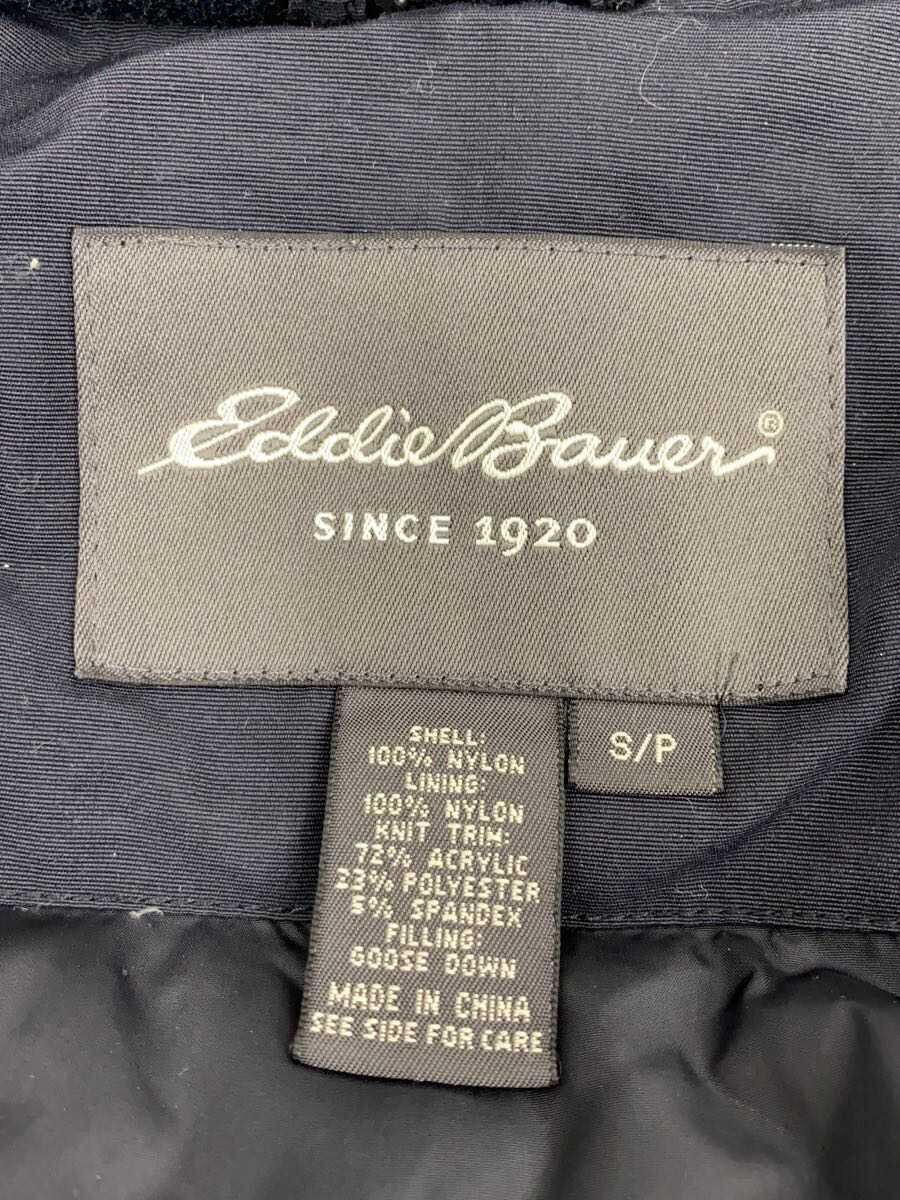 Eddie Bauer®
SINCE 1920
S/P
SHELL:
100% NYLON
LINING:
100% NYLON
KNIT TRIM:
72% ACRYLIC
23% POLYESTER
5% SPANDEX
FILLING:
GOOSE DOWN
MADE IN CHINA
SEE SIDE FOR CARE